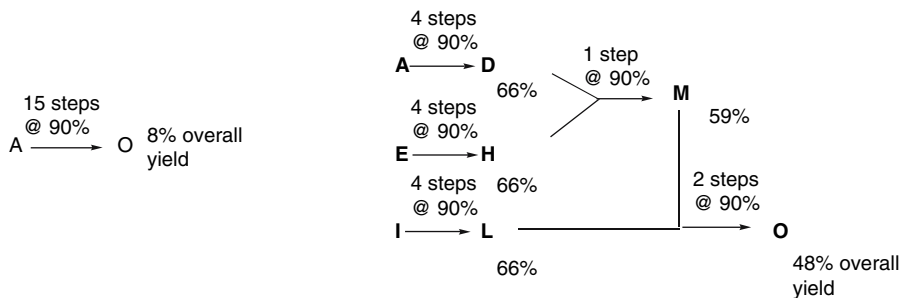 15 steps
@ 90%
A
O
8% overall
yield
4 steps
@ 90%
A
D
66%
4 steps
@ 90%
E
H
66%
4 steps
@ 90%
I
L
66%
1 step
@ 90%
M
59%
2 steps
@ 90%
O
48% overall
yield